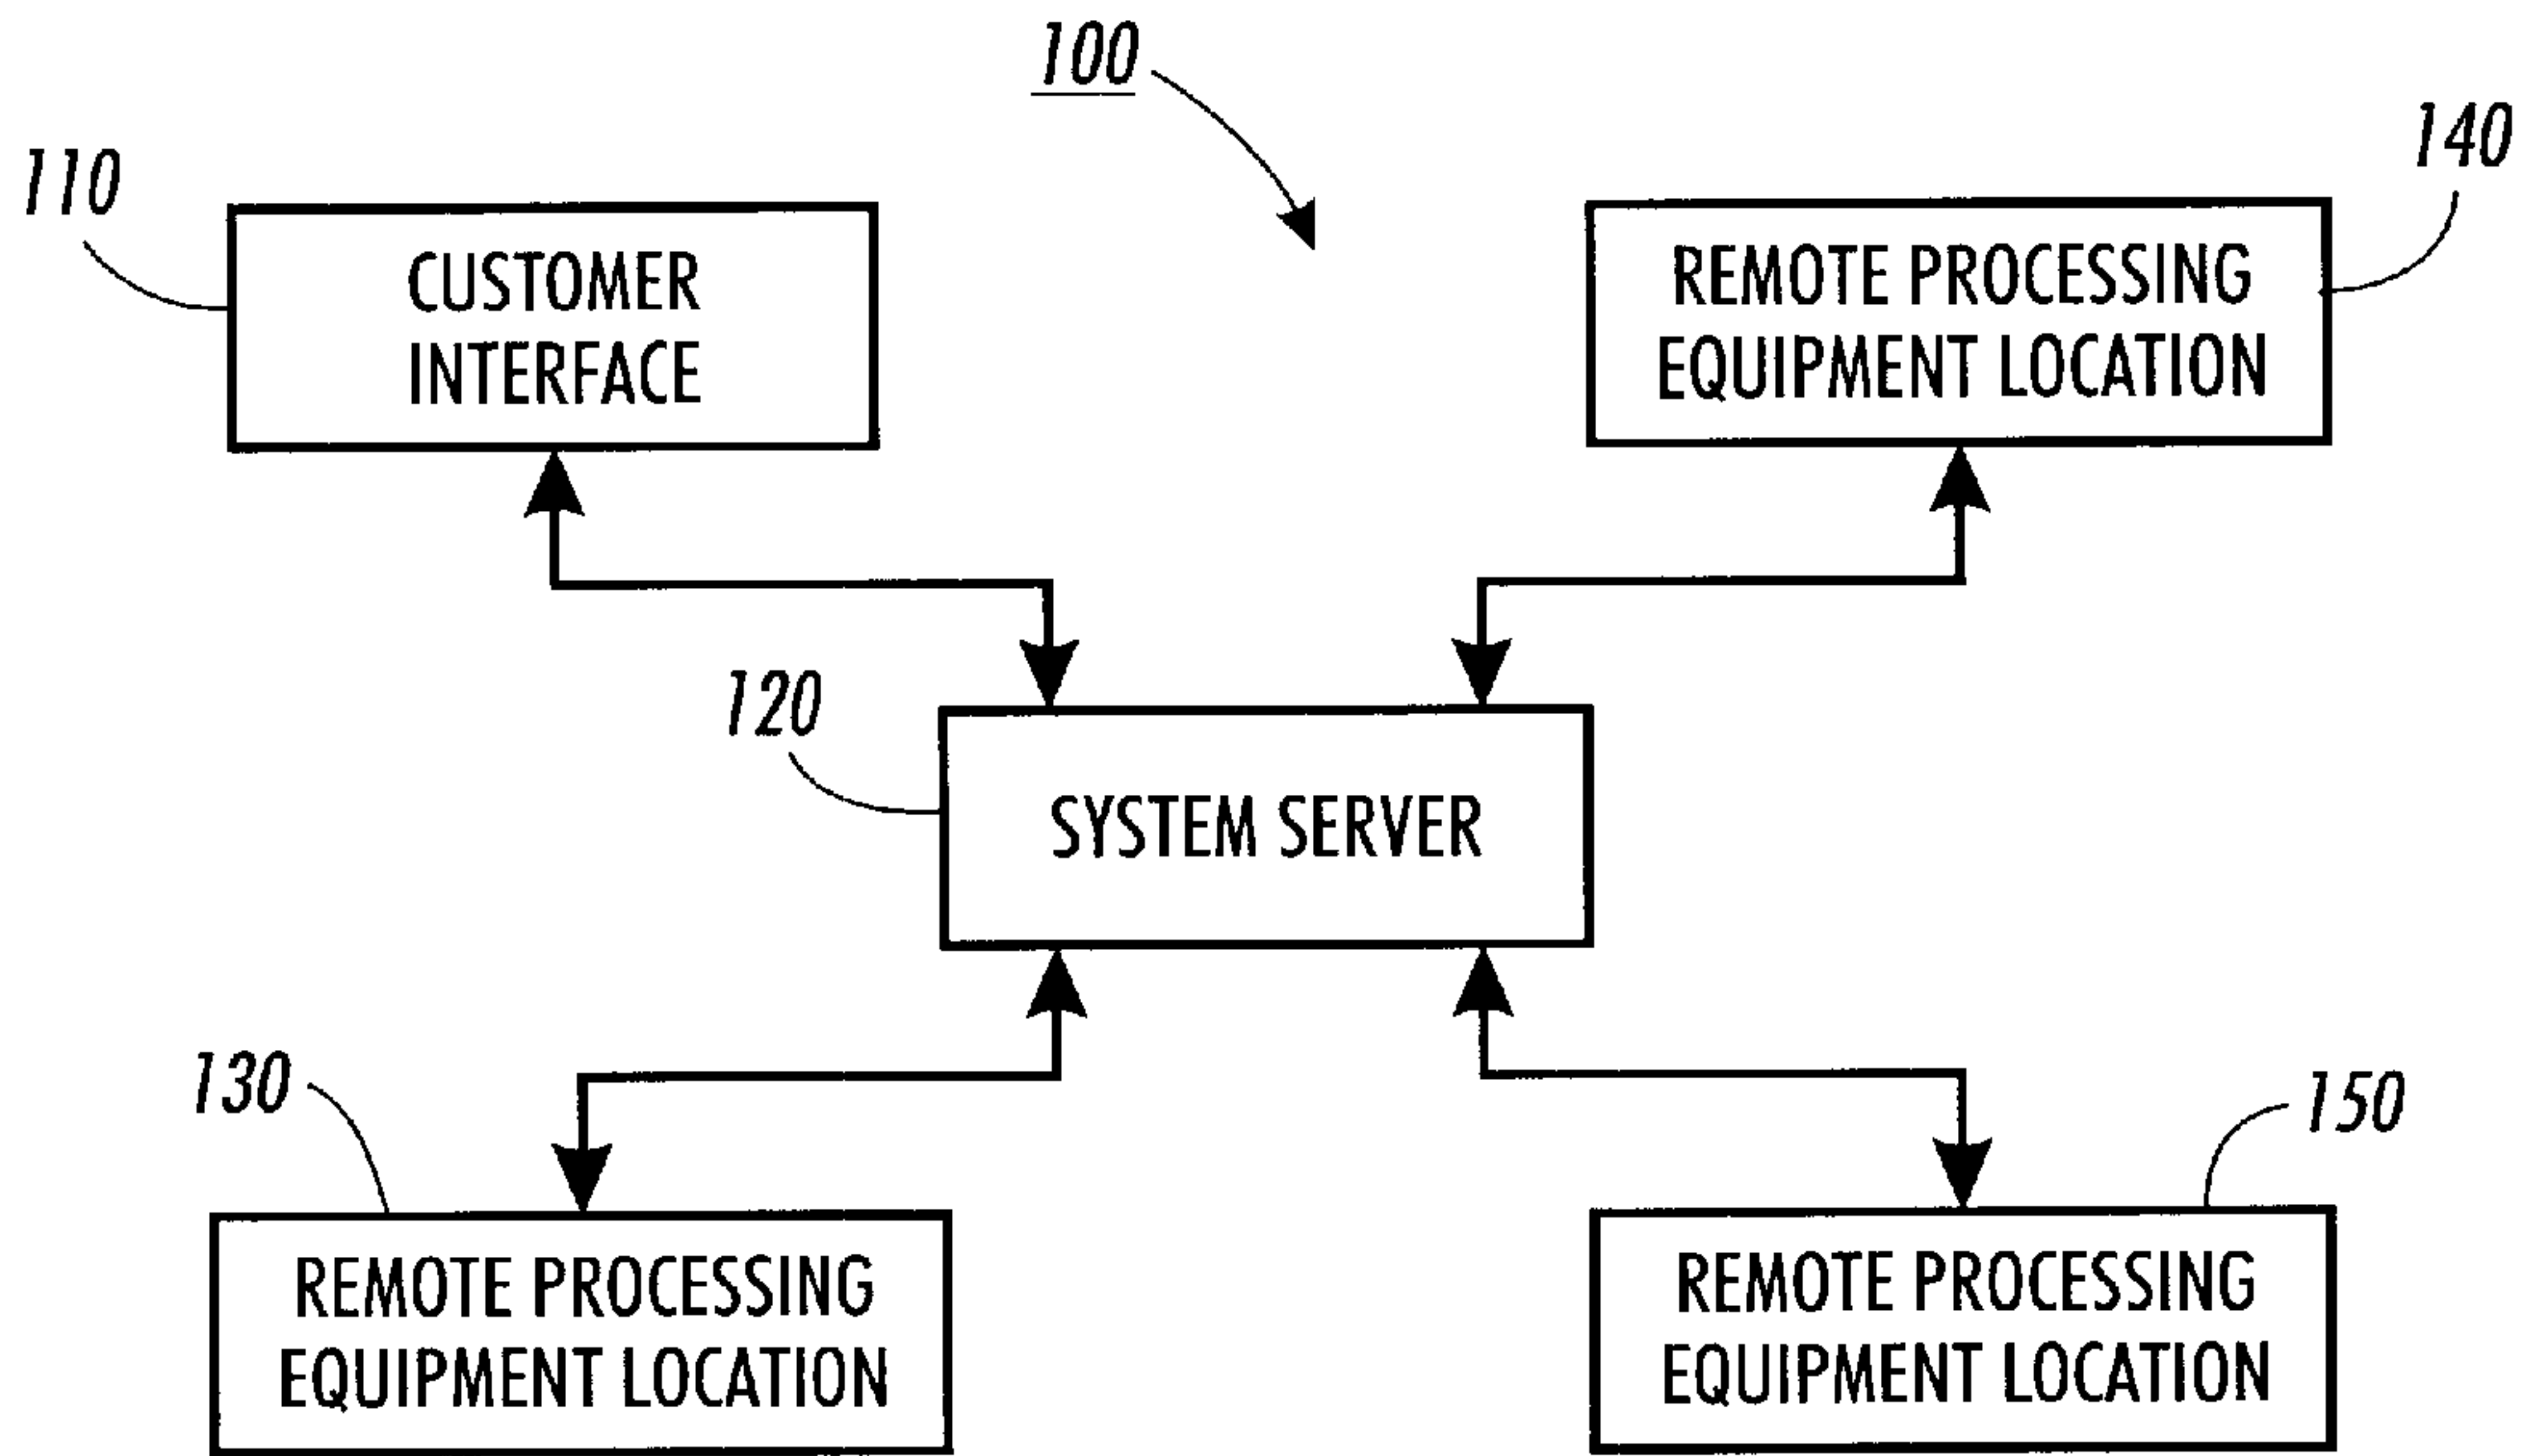 100
110
140
CUSTOMER
INTERFACE
REMOTE PROCESSING
EQUIPMENT LOCATION
120
SYSTEM SERVER
130
150
REMOTE PROCESSING
EQUIPMENT LOCATION
REMOTE PROCESSING
EQUIPMENT LOCATION